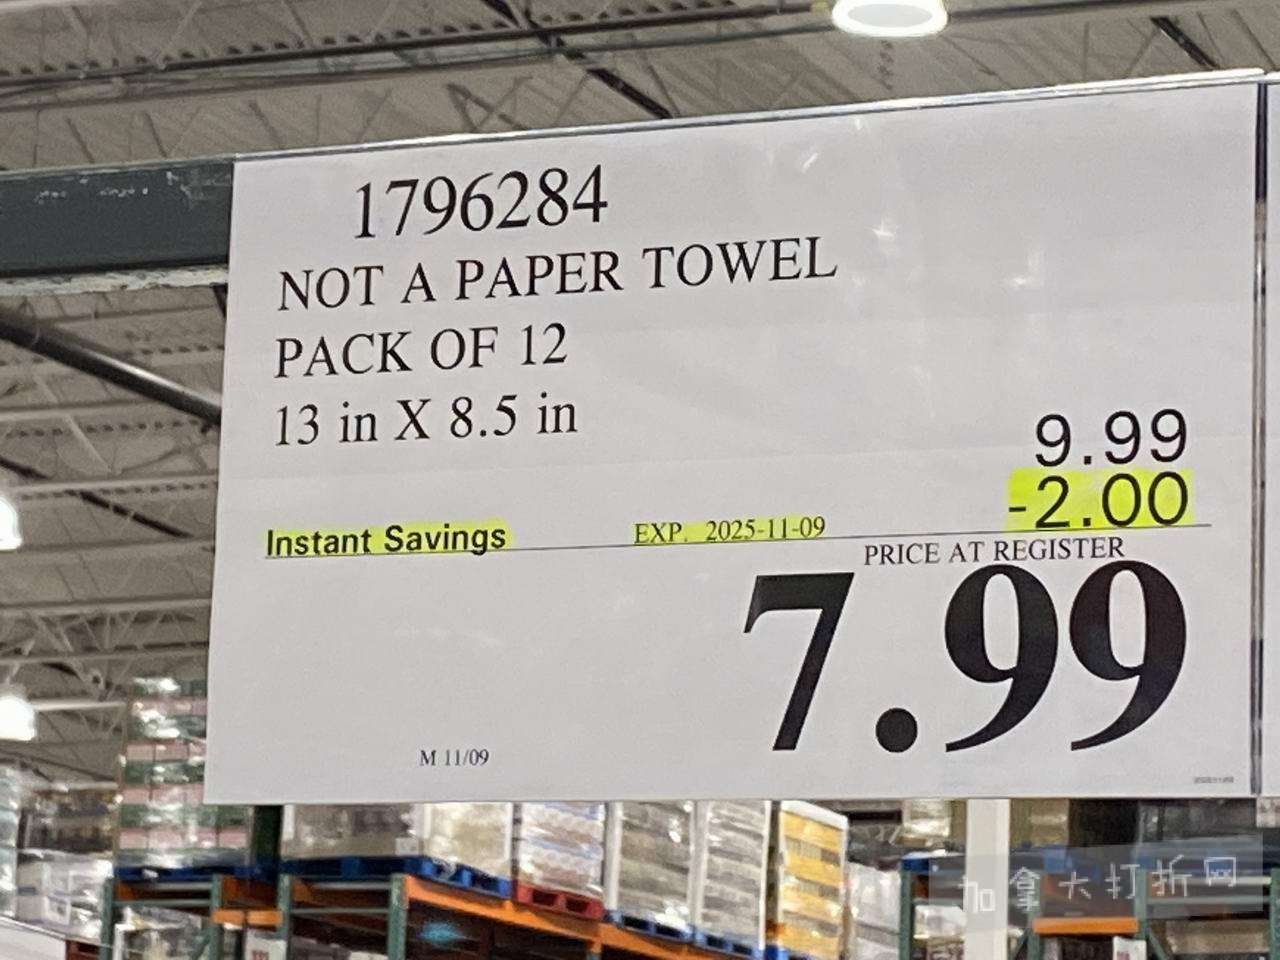 1796284
NOT A PAPER TOWEL
PACK OF 12
13 in X 8.5 in
9.99
-2.00
Instant Savings EXP. 2025-11-09
PRICE AT REGISTER
7.99
M 11/09
加拿大打折网